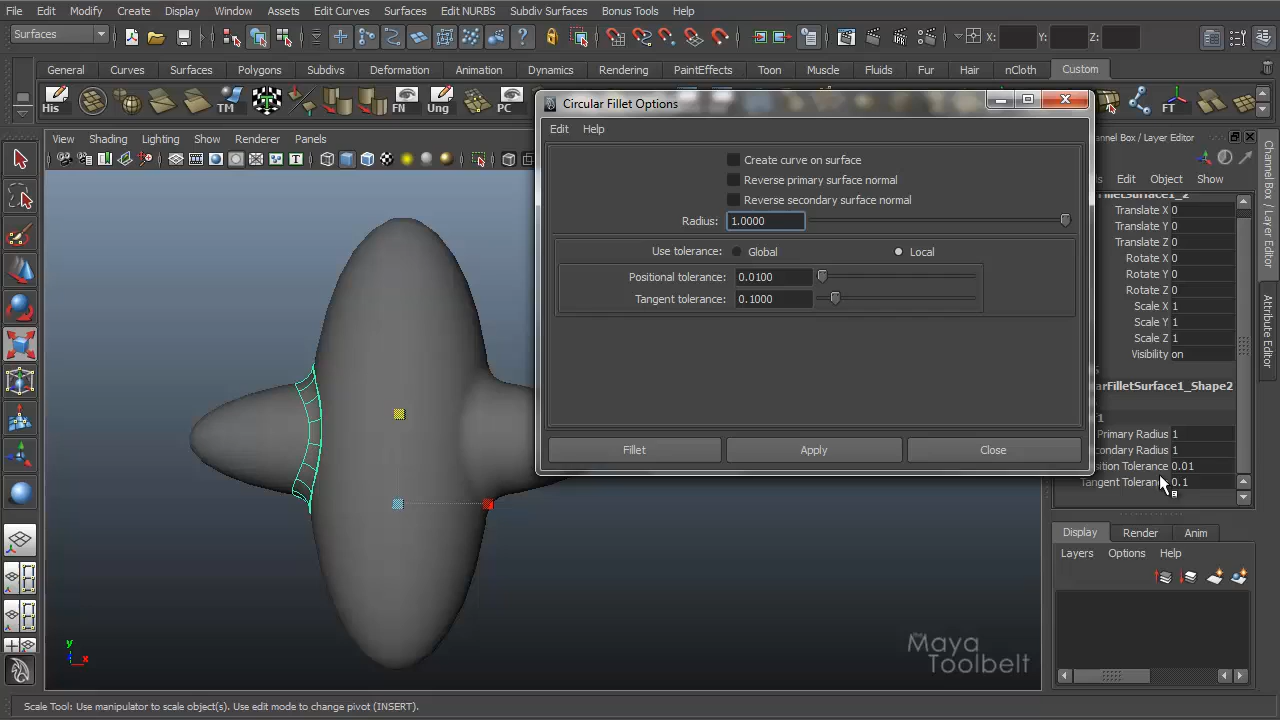 File Edit Modify Create Display Window Assets Edit Curves Surfaces Edit NURBS Subdiv Surfaces Bonus Tools Help
Surfaces X: Y: Z:
General Curves Surfaces Polygons Subdivs Deformation Animation Dynamics Rendering PaintEffects Toon Muscle Fluids Fur Hair nCloth Custom
His TM FN Ung PC FT
Circular Fillet Options
Edit Help
Create curve on surface
Reverse primary surface normal
Reverse secondary surface normal
Radius: 1.0000
Use tolerance: Global Local
Positional tolerance: 0.0100
Tangent tolerance: 0.1000
Fillet Apply Close
View Shading Lighting Show Renderer Panels
nnel Box / Layer Editor
ls Edit Object Show
FilletSurface1_2
Translate X 0
Translate Y 0
Translate Z 0
Rotate X 0
Rotate Y 0
Rotate Z 0
Scale X 1
Scale Y 1
Scale Z 1
Visibility on
s
arFilletSurface1_Shape2
1
Primary Radius 1
condary Radius 1
ition Tolerance 0.01
Tangent Toleran 0.1
Channel Box / Layer Editor
Attribute Editor
Display Render Anim
Layers Options Help
y
x
the
Maya
Toolbelt
Scale Tool: Use manipulator to scale object(s). Use edit mode to change pivot (INSERT).